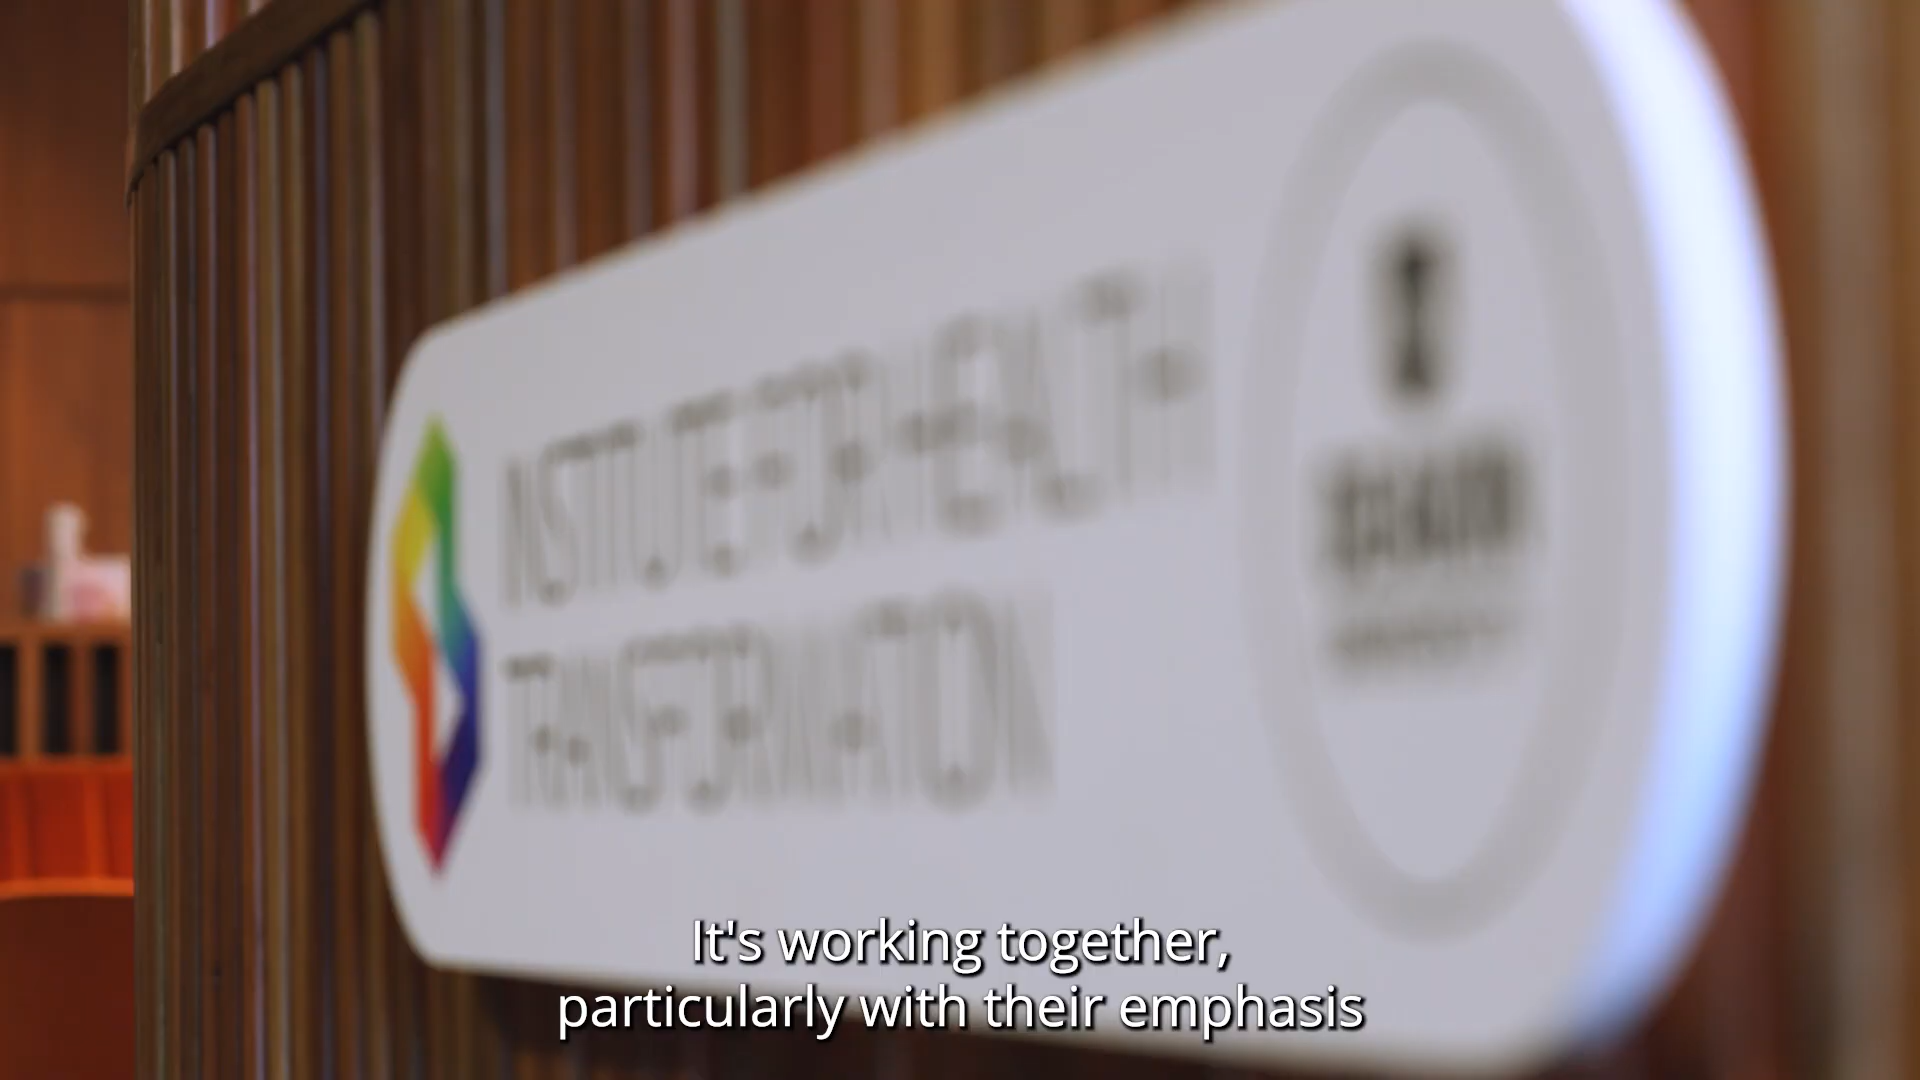 INSTITUTE FOR HEALTH
TRANSFORMATION
It's working together,
particularly with their emphasis